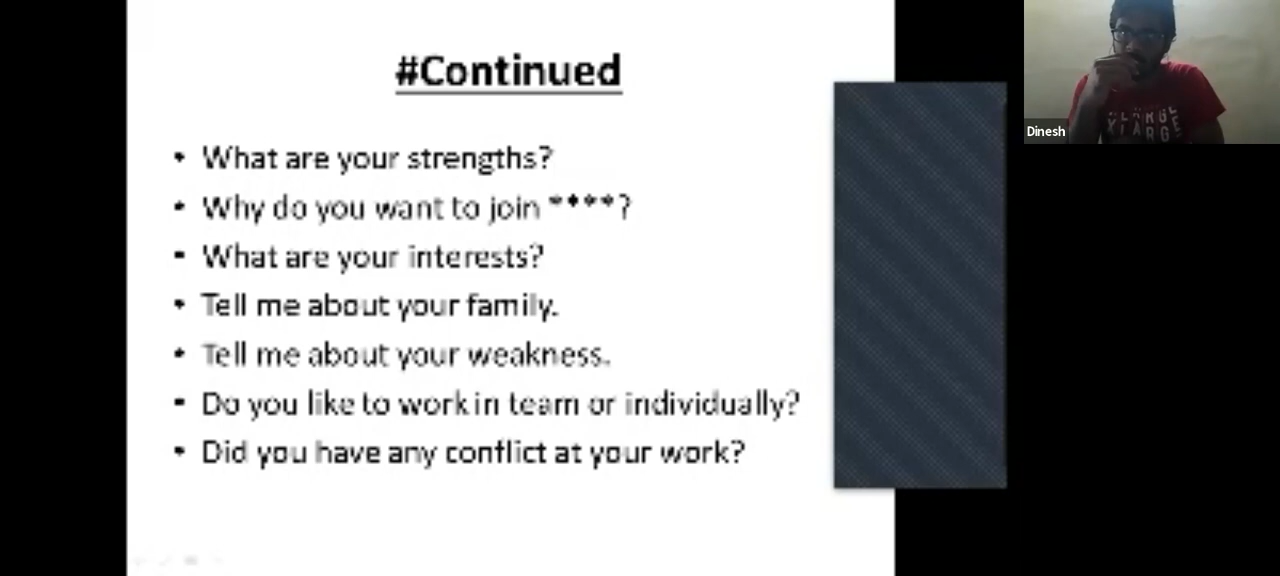 #Continued
• What are your strengths?
• Why do you want to join ****?
• What are your interests?
• Tell me about your family.
• Tell me about your weakness.
• Do you like to work in team or individually?
• Did you have any conflict at your work?
Dinesh
XLARGE